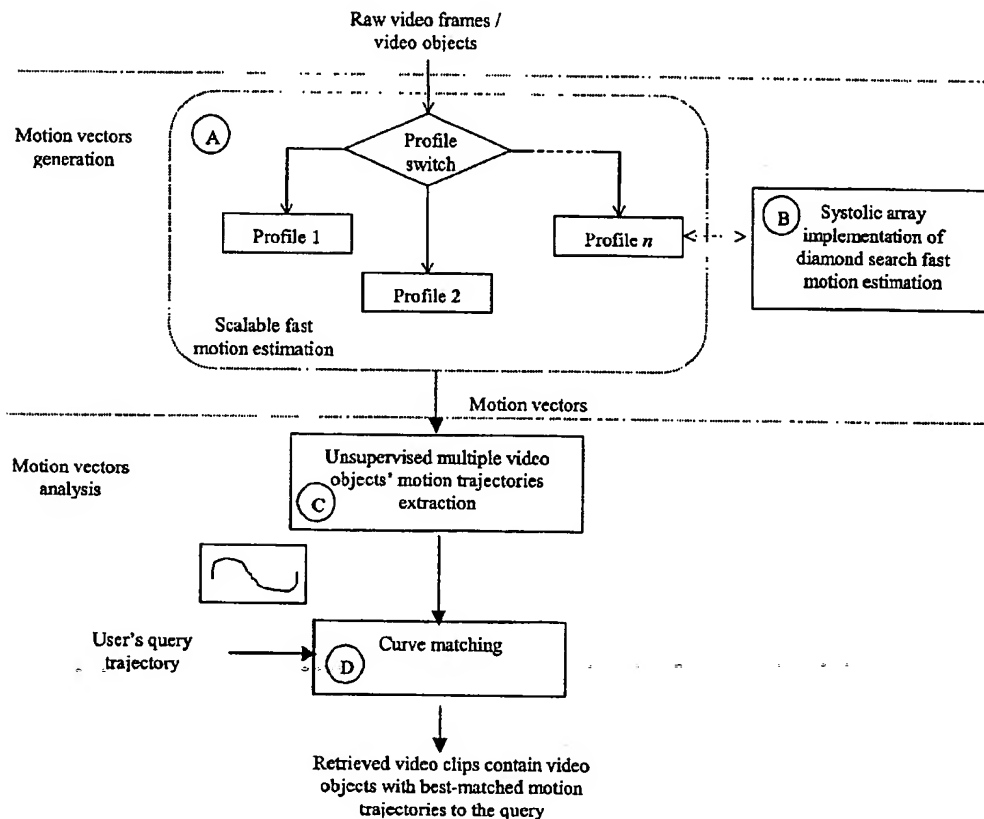 Raw video frames /
video objects
Motion vectors
generation
A
Profile
switch
Profile 1
Profile 2
Profile n
B
Systolic array
implementation of
diamond search fast
motion estimation
Scalable fast
motion estimation
Motion vectors
Motion vectors
analysis
Unsupervised multiple video
objects' motion trajectories
extraction
C
User's query
trajectory
Curve matching
D
Retrieved video clips contain video
objects with best-matched motion
trajectories to the query